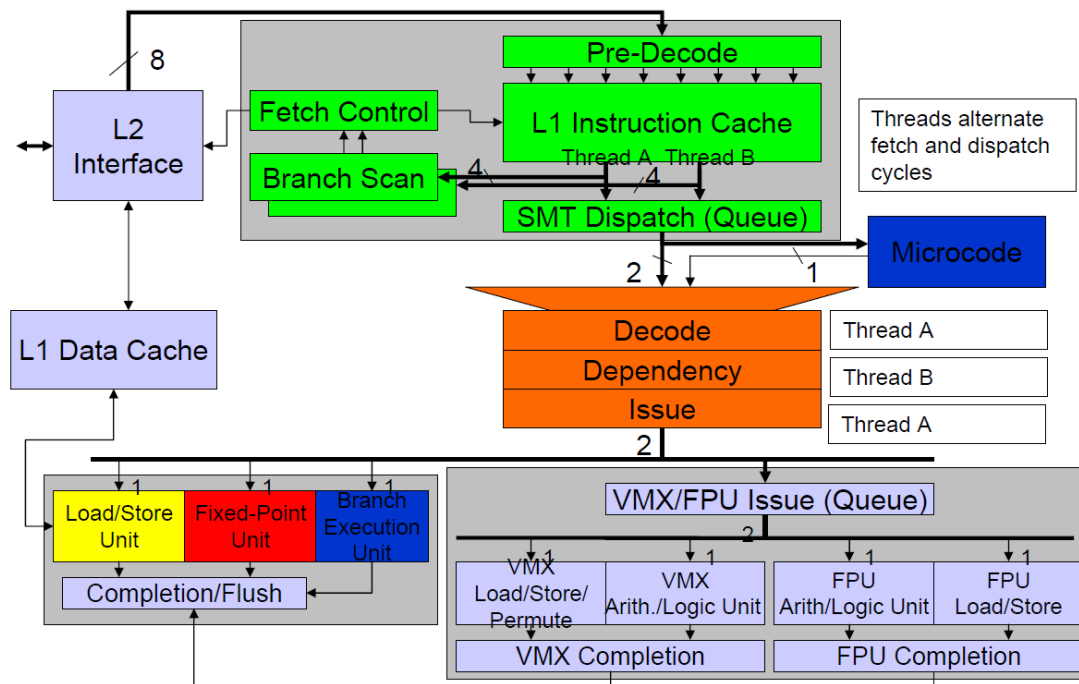 8
Pre-Decode
L2
Interface
Fetch Control
L1 Instruction Cache
Thread A
Thread B
Threads alternate
fetch and dispatch
cycles
Branch Scan
4
4
SMT Dispatch (Queue)
2
1
Microcode
L1 Data Cache
Decode
Thread A
Dependency
Thread B
Issue
Thread A
2
1
1
1
Load/Store
Unit
Fixed-Point
Unit
Branch
Execution
Unit
Completion/Flush
VMX/FPU Issue (Queue)
2
1
1
1
1
VMX
Load/Store/
Permute
VMX
Arith./Logic Unit
FPU
Arith/Logic Unit
FPU
Load/Store
VMX Completion
FPU Completion